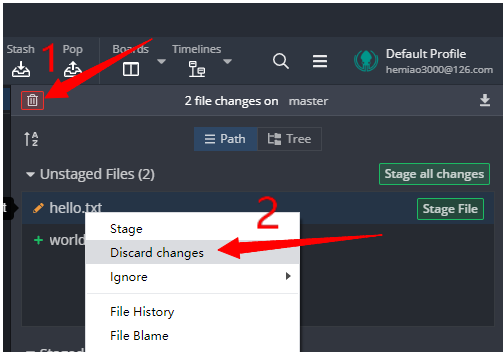 Stash Pop Boards Timelines
1
Default Profile
hemiao3000@126.com
2 file changes on master
A
Z
Path Tree
Unstaged Files (2) Stage all changes
t hello.txt Stage File
2
world
Stage
Discard changes
Ignore
File History
File Blame